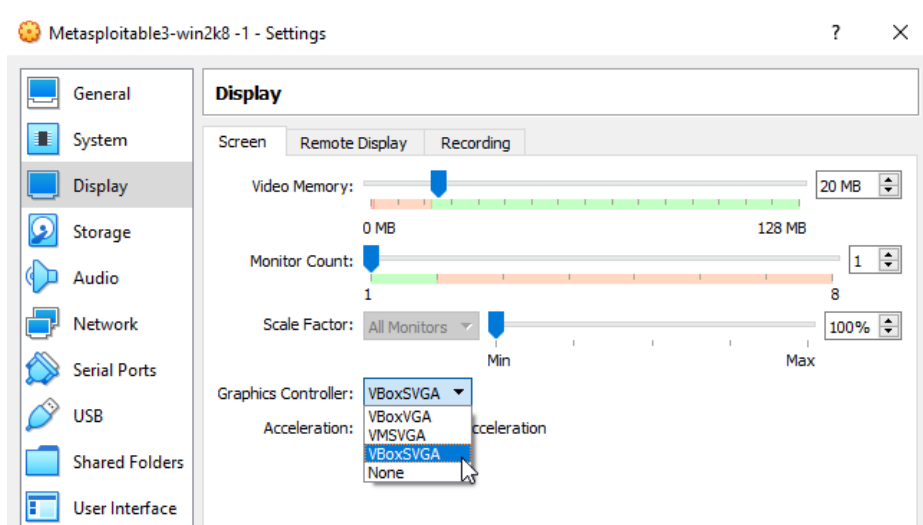 Metasploitable3-win2k8 -1 - Settings ? ×
General
System
Display
Storage
Audio
Network
Serial Ports
USB
Shared Folders
User Interface
Display
Screen Remote Display Recording
Video Memory: 20 MB
0 MB 128 MB
Monitor Count: 1
1 8
Scale Factor: All Monitors 100%
Min Max
Graphics Controller: VBoxSVGA
VBoxVGA
VMSVGA
VBoxSVGA
None
Acceleration: cceleration